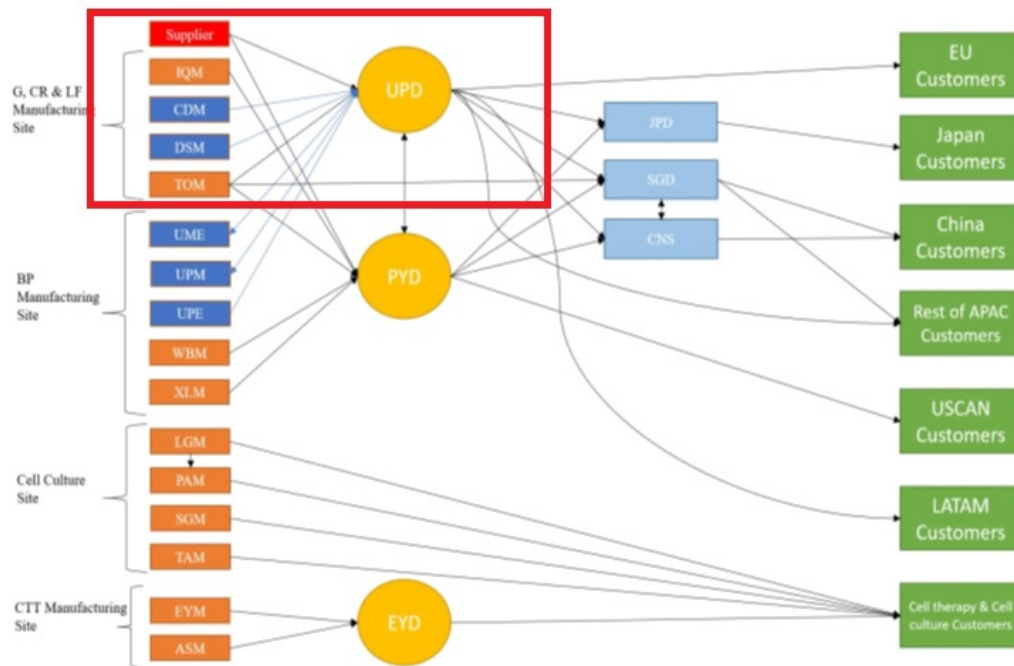 Supplier
G, CR & LF
Manufacturing
Site
IQM
CDM
DSM
TOM
UPD
BP
Manufacturing
Site
UME
UPM
UPE
WBM
XLM
PYD
JPD
SGD
CNS
Cell Culture
Site
LGM
PAM
SGM
TAM
CTT Manufacturing
Site
EYM
ASM
EYD
EU
Customers
Japan
Customers
China
Customers
Rest of APAC
Customers
USCAN
Customers
LATAM
Customers
Cell therapy & Cell
culture Customers